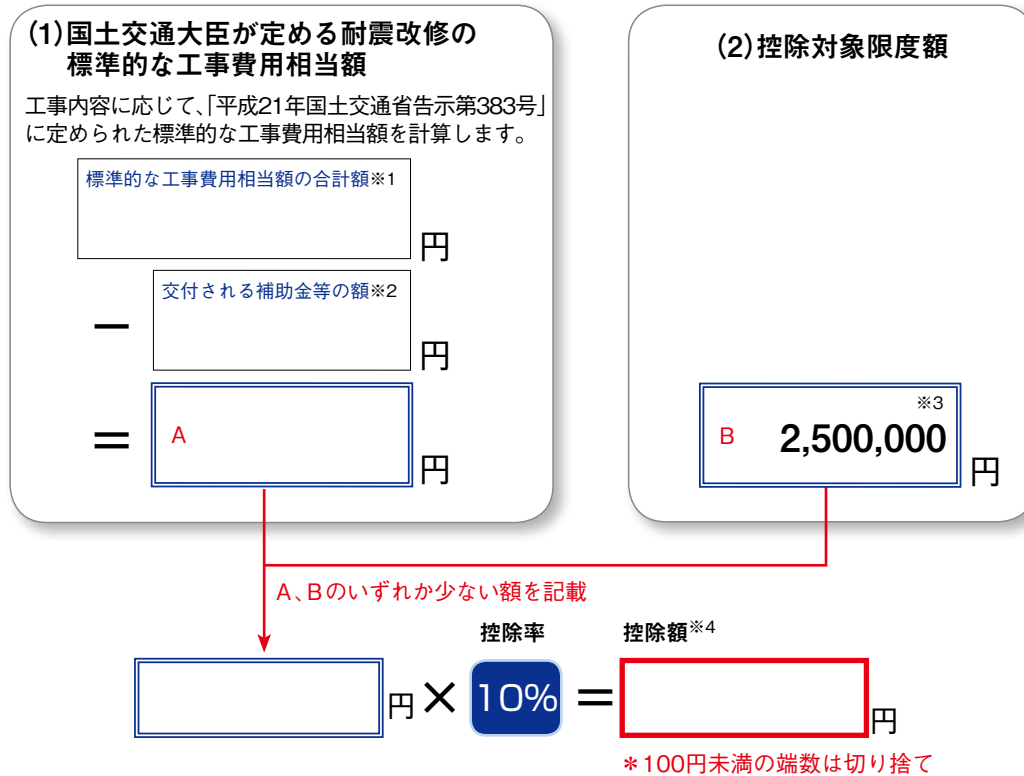 (1)国土交通大臣が定める耐震改修の
標準的な工事費用相当額
工事内容に応じて、「平成21年国土交通省告示第383号」
に定められた標準的な工事費用相当額を計算します。
標準的な工事費用相当額の合計額※1
円
交付される補助金等の額※2
－
円
＝
A
円
(2)控除対象限度額
※3
B 2,500,000
円
A、Bのいずれか少ない額を記載
控除率
控除額※4
円 × 10% ＝ 円
＊100円未満の端数は切り捨て